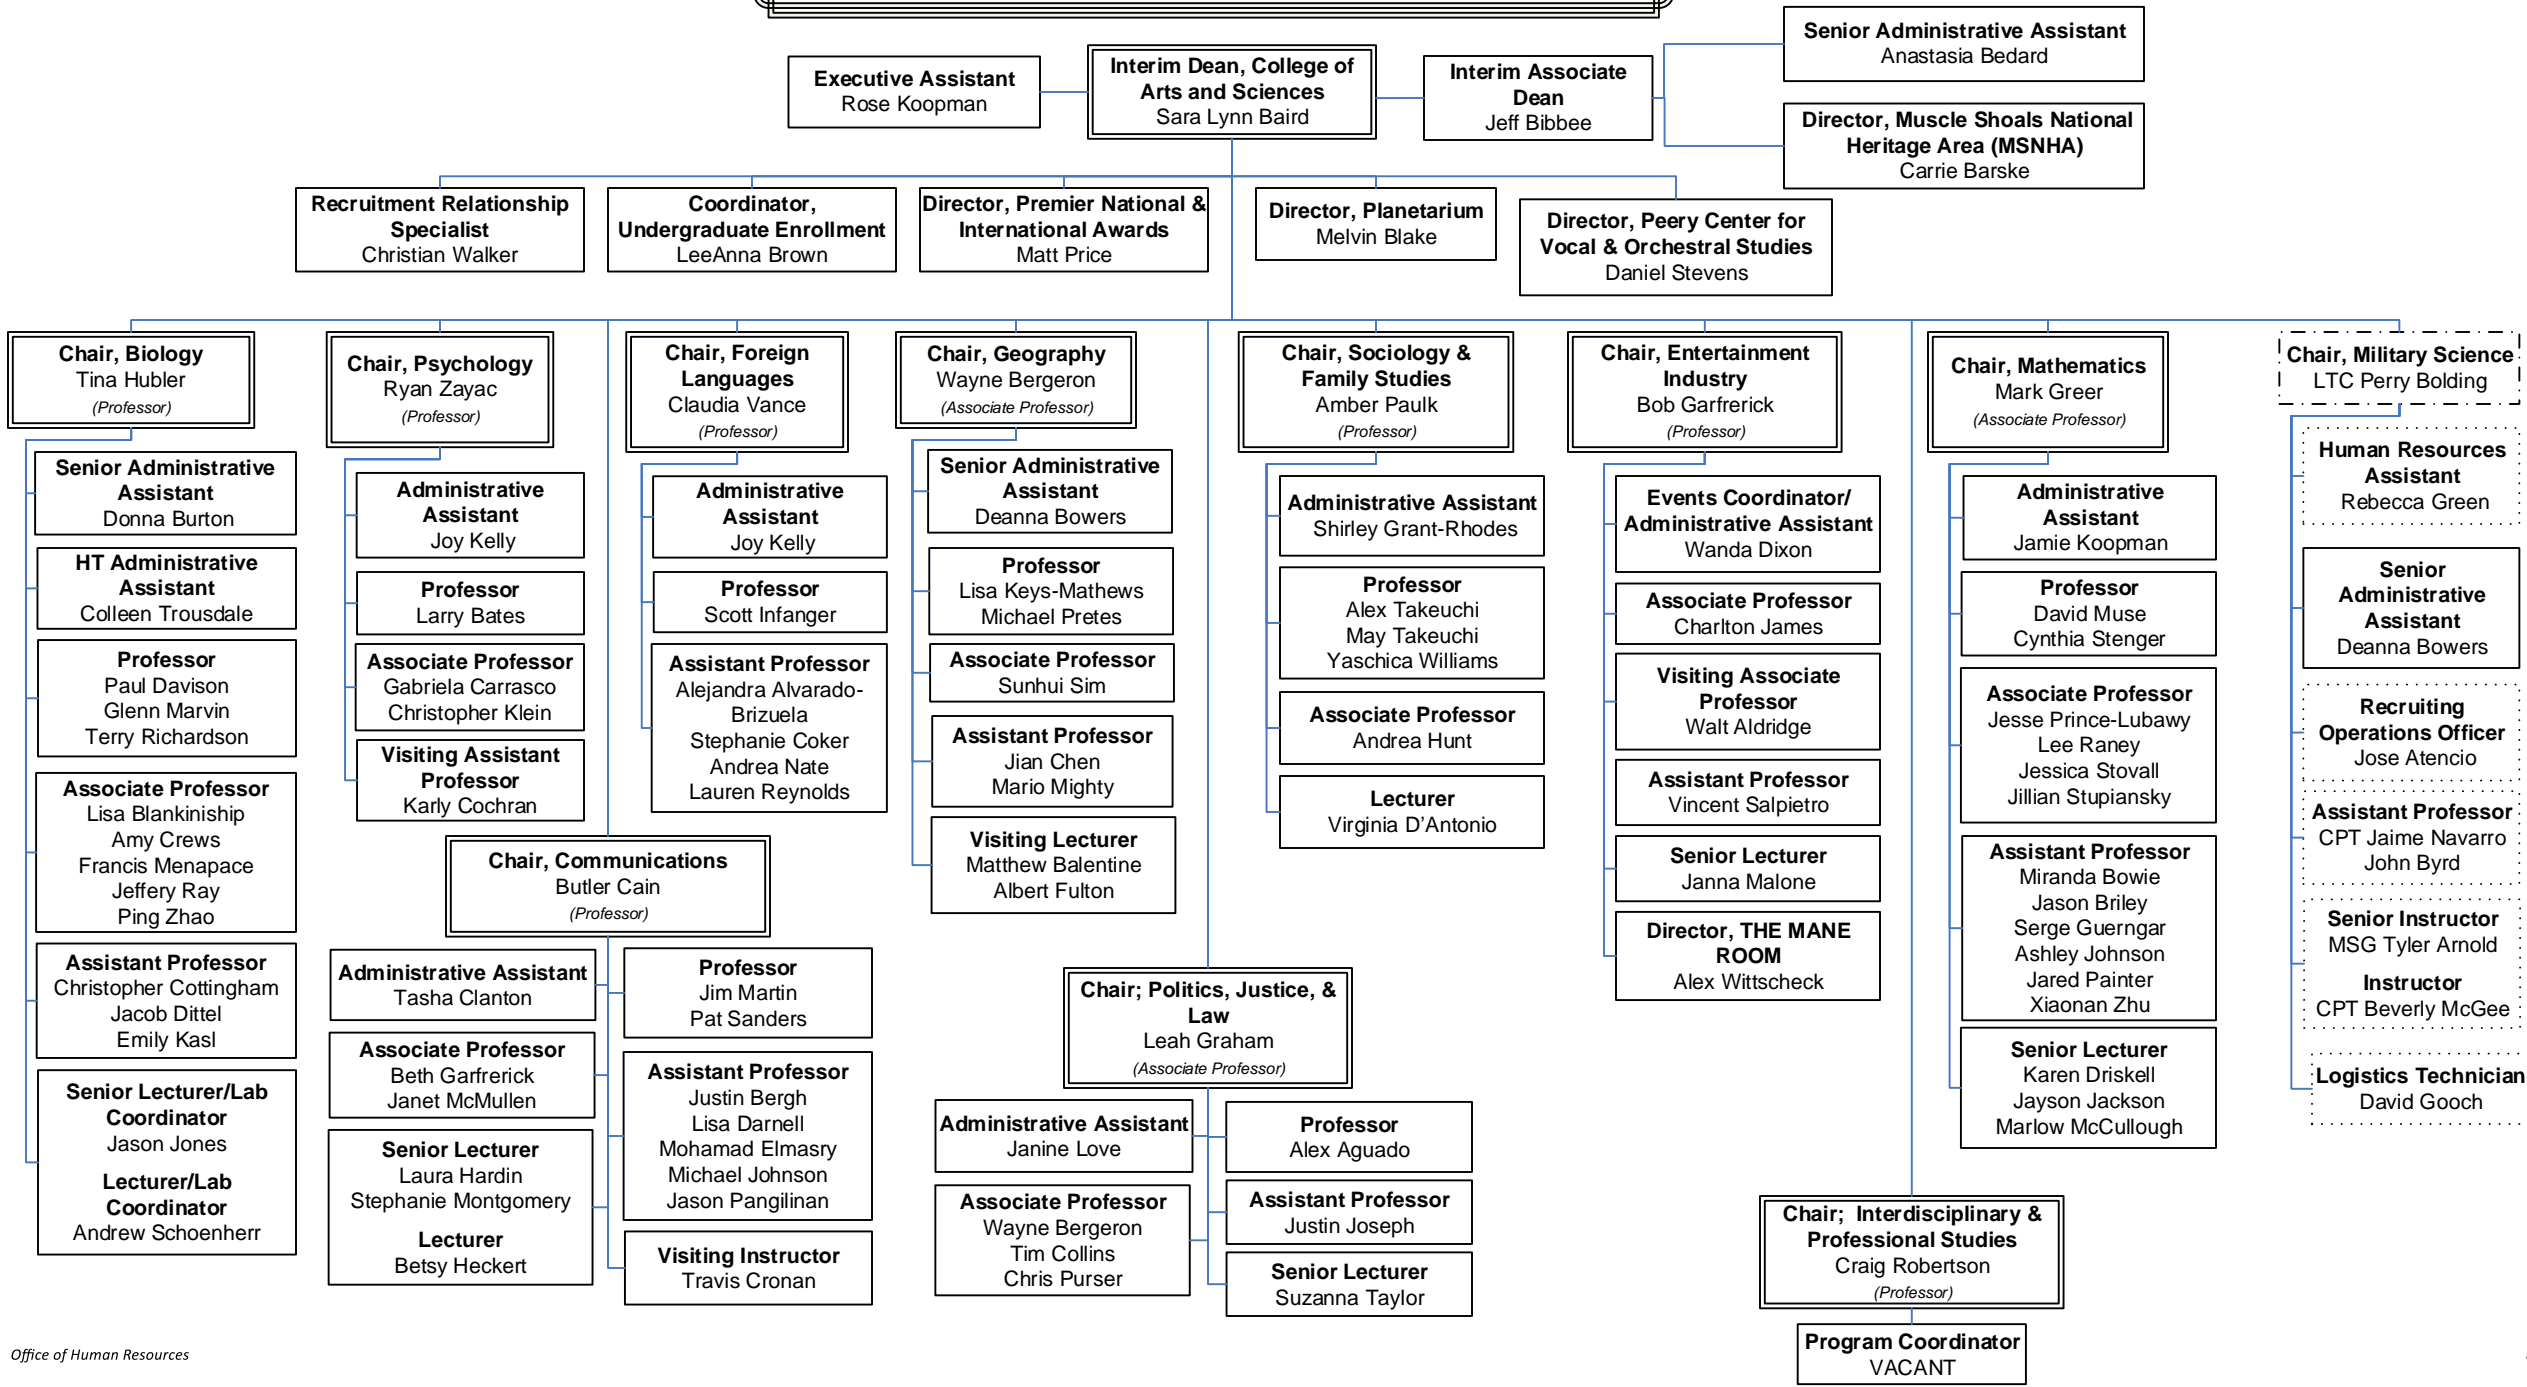 Senior Administrative Assistant
Anastasia Bedard
Executive Assistant
Rose Koopman
Interim Dean, College of
Arts and Sciences
Sara Lynn Baird
Interim Associate
Dean
Jeff Bibbee
Director, Muscle Shoals National
Heritage Area (MSNHA)
Carrie Barske
Recruitment Relationship
Specialist
Christian Walker
Coordinator,
Undergraduate Enrollment
LeeAnna Brown
Director, Premier National &
International Awards
Matt Price
Director, Planetarium
Melvin Blake
Director, Peery Center for
Vocal & Orchestral Studies
Daniel Stevens
Chair, Biology
Tina Hubler
(Professor)
Senior Administrative
Assistant
Donna Burton
HT Administrative
Assistant
Colleen Trousdale
Professor
Paul Davison
Glenn Marvin
Terry Richardson
Associate Professor
Lisa Blankiniship
Amy Crews
Francis Menapace
Jeffery Ray
Ping Zhao
Assistant Professor
Christopher Cottingham
Jacob Dittel
Emily Kasl
Senior Lecturer/Lab
Coordinator
Jason Jones
Lecturer/Lab
Coordinator
Andrew Schoenherr
Chair, Psychology
Ryan Zayac
(Professor)
Administrative
Assistant
Joy Kelly
Professor
Larry Bates
Associate Professor
Gabriela Carrasco
Christopher Klein
Visiting Assistant
Professor
Karly Cochran
Chair, Foreign
Languages
Claudia Vance
(Professor)
Administrative
Assistant
Joy Kelly
Professor
Scott Infanger
Assistant Professor
Alejandra Alvarado-
Brizuela
Stephanie Coker
Andrea Nate
Lauren Reynolds
Chair, Communications
Butler Cain
(Professor)
Administrative Assistant
Tasha Clanton
Associate Professor
Beth Garfrerick
Janet McMullen
Senior Lecturer
Laura Hardin
Stephanie Montgomery
Lecturer
Betsy Heckert
Professor
Jim Martin
Pat Sanders
Assistant Professor
Justin Bergh
Lisa Darnell
Mohamad Elmasry
Michael Johnson
Jason Pangilinan
Visiting Instructor
Travis Cronan
Chair, Geography
Wayne Bergeron
(Associate Professor)
Senior Administrative
Assistant
Deanna Bowers
Professor
Lisa Keys-Mathews
Michael Pretes
Associate Professor
Sunhui Sim
Assistant Professor
Jian Chen
Mario Mighty
Visiting Lecturer
Matthew Balentine
Albert Fulton
Chair; Politics, Justice, &
Law
Leah Graham
(Associate Professor)
Administrative Assistant
Janine Love
Associate Professor
Wayne Bergeron
Tim Collins
Chris Purser
Professor
Alex Aguado
Assistant Professor
Justin Joseph
Senior Lecturer
Suzanna Taylor
Chair, Sociology &
Family Studies
Amber Paulk
(Professor)
Administrative Assistant
Shirley Grant-Rhodes
Professor
Alex Takeuchi
May Takeuchi
Yaschica Williams
Associate Professor
Andrea Hunt
Lecturer
Virginia D’Antonio
Chair, Entertainment
Industry
Bob Garfrerick
(Professor)
Events Coordinator/
Administrative Assistant
Wanda Dixon
Associate Professor
Charlton James
Visiting Associate
Professor
Walt Aldridge
Assistant Professor
Vincent Salpietro
Senior Lecturer
Janna Malone
Director, THE MANE
ROOM
Alex Wittscheck
Chair, Mathematics
Mark Greer
(Associate Professor)
Administrative
Assistant
Jamie Koopman
Professor
David Muse
Cynthia Stenger
Associate Professor
Jesse Prince-Lubawy
Lee Raney
Jessica Stovall
Jillian Stupiansky
Assistant Professor
Miranda Bowie
Jason Briley
Serge Guerngar
Ashley Johnson
Jared Painter
Xiaonan Zhu
Senior Lecturer
Karen Driskell
Jayson Jackson
Marlow McCullough
Chair; Interdisciplinary &
Professional Studies
Craig Robertson
(Professor)
Program Coordinator
VACANT
Chair, Military Science
LTC Perry Bolding
Human Resources
Assistant
Rebecca Green
Senior
Administrative
Assistant
Deanna Bowers
Recruiting
Operations Officer
Jose Atencio
Assistant Professor
CPT Jaime Navarro
John Byrd
Senior Instructor
MSG Tyler Arnold
Instructor
CPT Beverly McGee
Logistics Technician
David Gooch
Office of Human Resources